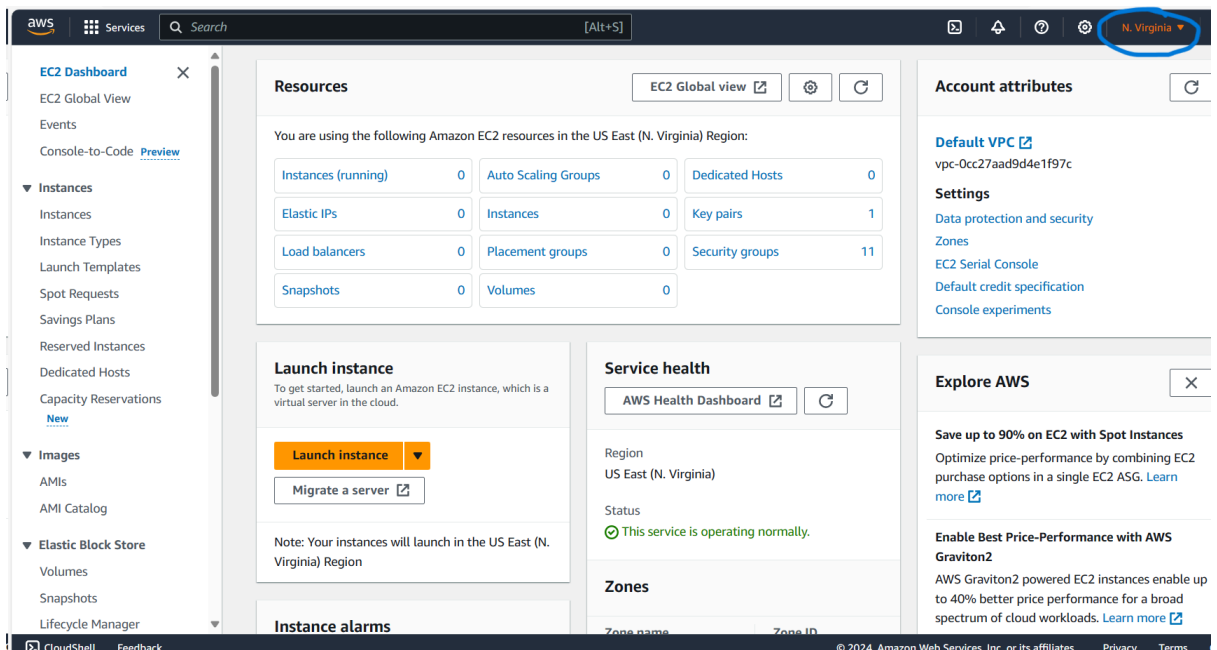 aws
Services
Search
[Alt+S]
N. Virginia
EC2 Dashboard
EC2 Global View
Events
Console-to-Code Preview
Instances
Instances
Instance Types
Launch Templates
Spot Requests
Savings Plans
Reserved Instances
Dedicated Hosts
Capacity Reservations
New
Images
AMIs
AMI Catalog
Elastic Block Store
Volumes
Snapshots
Lifecycle Manager
Resources
EC2 Global view
You are using the following Amazon EC2 resources in the US East (N. Virginia) Region:
Instances (running) 0
Auto Scaling Groups 0
Dedicated Hosts 0
Elastic IPs 0
Instances 0
Key pairs 1
Load balancers 0
Placement groups 0
Security groups 11
Snapshots 0
Volumes 0
Launch instance
To get started, launch an Amazon EC2 instance, which is a
virtual server in the cloud.
Launch instance
Migrate a server
Note: Your instances will launch in the US East (N.
Virginia) Region
Instance alarms
Service health
AWS Health Dashboard
Region
US East (N. Virginia)
Status
This service is operating normally.
Zones
Zone name
Zone ID
Account attributes
Default VPC
vpc-0cc27aad9d4e1f97c
Settings
Data protection and security
Zones
EC2 Serial Console
Default credit specification
Console experiments
Explore AWS
Save up to 90% on EC2 with Spot Instances
Optimize price-performance by combining EC2
purchase options in a single EC2 ASG. Learn
more
Enable Best Price-Performance with AWS
Graviton2
AWS Graviton2 powered EC2 instances enable up
to 40% better price performance for a broad
spectrum of cloud workloads. Learn more
CloudShell
Feedback
© 2024, Amazon Web Services, Inc. or its affiliates.
Privacy
Terms